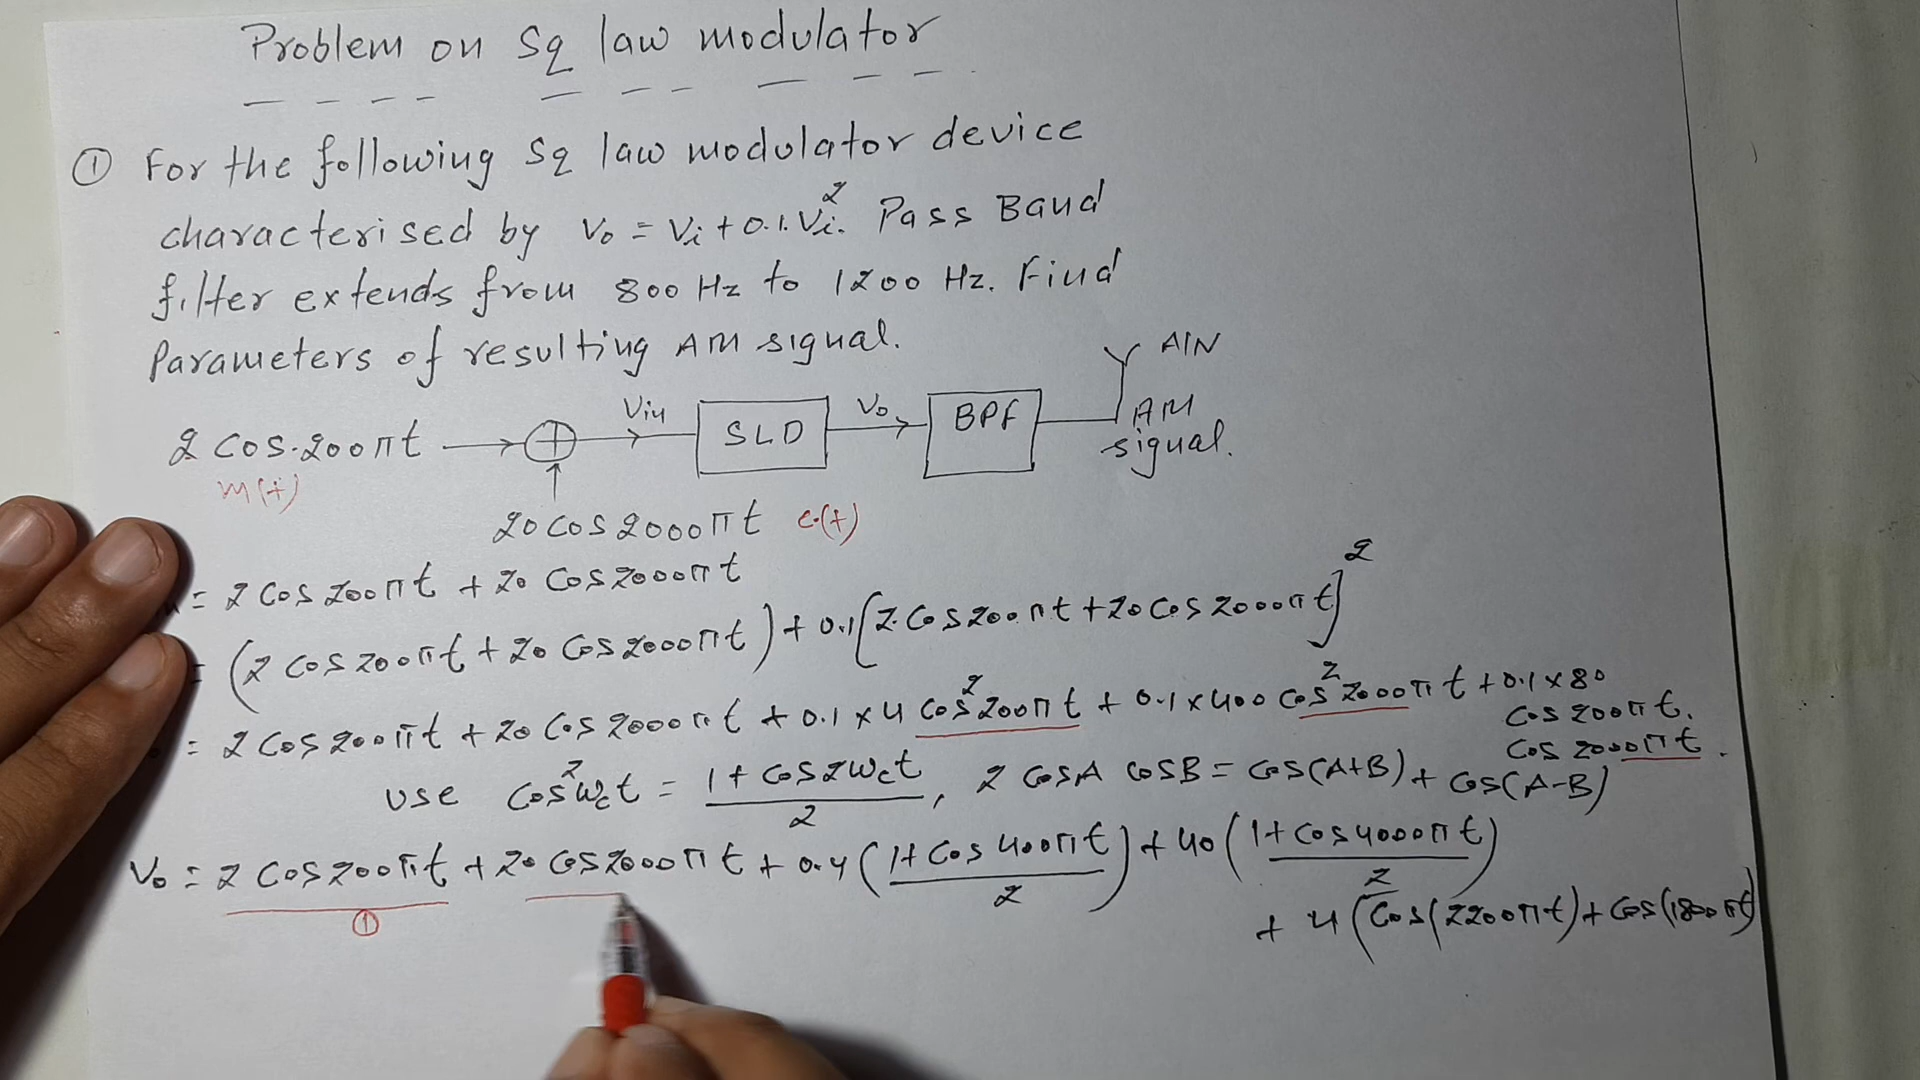 Problem on Sq law modulator
① For the following Sq law modulator device
characterised by Vo = Vi + 0.1. Vi². Pass Band
filter extends from 800 Hz to 1200 Hz. Find
Parameters of resulting AM signal.
2 cos.200πt
m(t)
+
Vin
SLD
Vo
BPF
AM
signal.
20 cos 2000πt c.(t)
= 2 cos 200πt + 20 cos 2000πt
= (2 cos 200πt + 20 cos 2000πt) + 0.1[2.cos 200πt + 20 cos 2000πt]²
= 2 cos 200πt + 20 cos 2000πt + 0.1 × 4 cos² 200πt + 0.1 × 400 cos² 2000πt + 0.1 × 80
cos 200πt.
cos 2000πt.
use cos² ωct = (1 + cos 2ωct)/2, 2 cosA cosB = cos(A+B) + cos(A-B)
Vo = 2 cos 200πt + 20 cos 2000πt + 0.4((1 + cos 400πt)/2) + 40((1 + cos 4000πt)/2)
①
+ 4(cos(2200πt) + cos(1800πt)